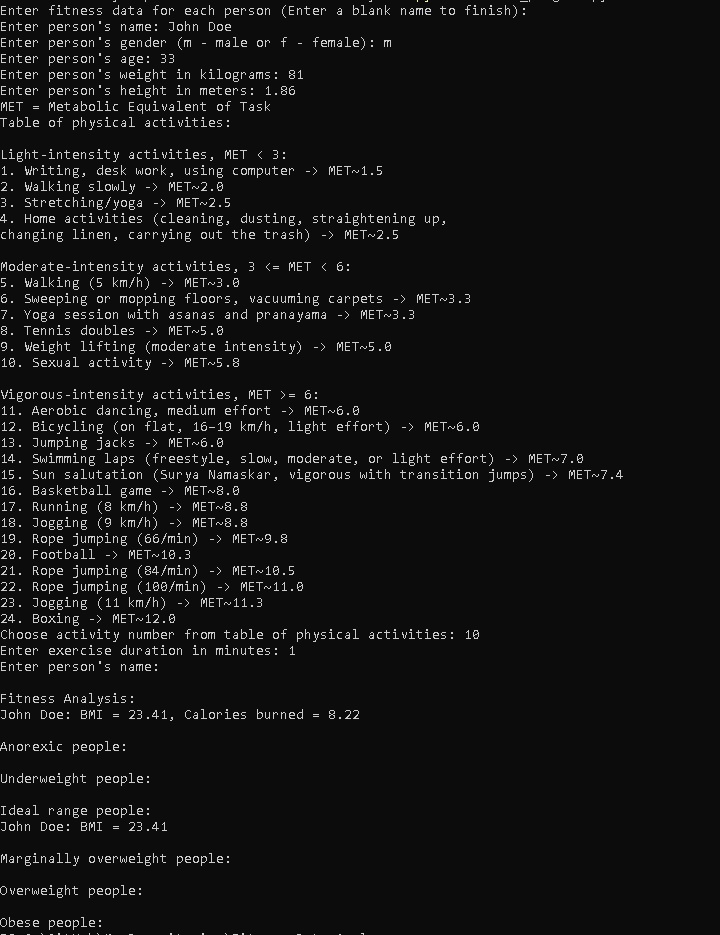 Enter fitness data for each person (Enter a blank name to finish):
Enter person's name: John Doe
Enter person's gender (m - male or f - female): m
Enter person's age: 33
Enter person's weight in kilograms: 81
Enter person's height in meters: 1.86
MET = Metabolic Equivalent of Task
Table of physical activities:
Light-intensity activities, MET < 3:
1. Writing, desk work, using computer -> MET~1.5
2. Walking slowly -> MET~2.0
3. Stretching/yoga -> MET~2.5
4. Home activities (cleaning, dusting, straightening up,
changing linen, carrying out the trash) -> MET~2.5
Moderate-intensity activities, 3 <= MET < 6:
5. Walking (5 km/h) -> MET~3.0
6. Sweeping or mopping floors, vacuuming carpets -> MET~3.3
7. Yoga session with asanas and pranayama -> MET~3.3
8. Tennis doubles -> MET~5.0
9. Weight lifting (moderate intensity) -> MET~5.0
10. Sexual activity -> MET~5.8
Vigorous-intensity activities, MET >= 6:
11. Aerobic dancing, medium effort -> MET~6.0
12. Bicycling (on flat, 16–19 km/h, light effort) -> MET~6.0
13. Jumping jacks -> MET~6.0
14. Swimming laps (freestyle, slow, moderate, or light effort) -> MET~7.0
15. Sun salutation (Surya Namaskar, vigorous with transition jumps) -> MET~7.4
16. Basketball game -> MET~8.0
17. Running (8 km/h) -> MET~8.8
18. Jogging (9 km/h) -> MET~8.8
19. Rope jumping (66/min) -> MET~9.8
20. Football -> MET~10.3
21. Rope jumping (84/min) -> MET~10.5
22. Rope jumping (100/min) -> MET~11.0
23. Jogging (11 km/h) -> MET~11.3
24. Boxing -> MET~12.0
Choose activity number from table of physical activities: 10
Enter exercise duration in minutes: 1
Enter person's name:
Fitness Analysis:
John Doe: BMI = 23.41, Calories burned = 8.22
Anorexic people:
Underweight people:
Ideal range people:
John Doe: BMI = 23.41
Marginally overweight people:
Overweight people:
Obese people: